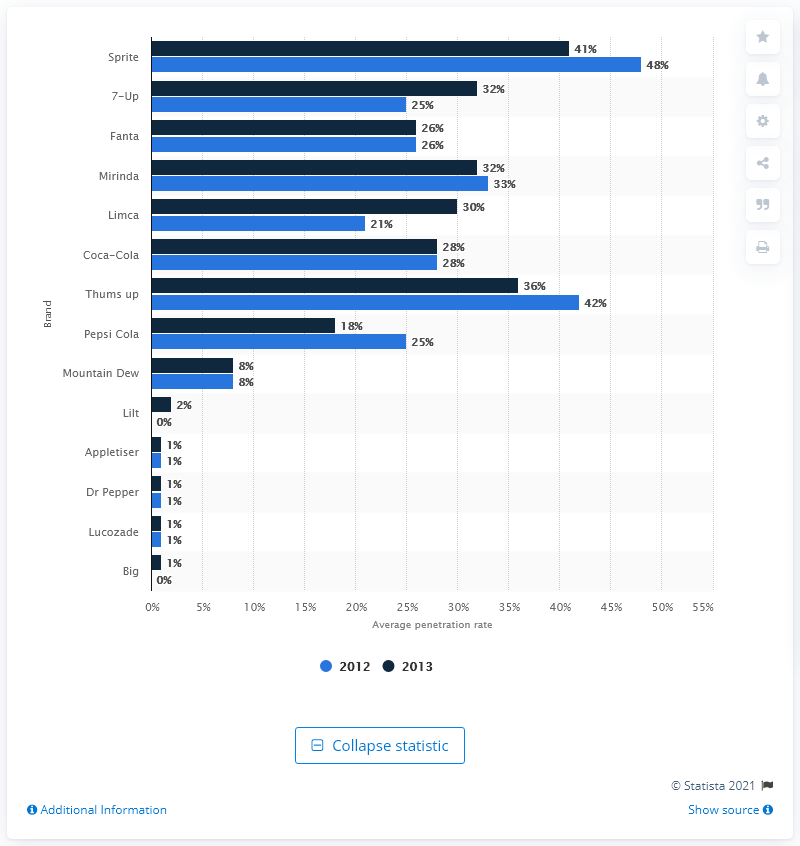 Sprite
41%
48%
7-Up
32%
25%
Fanta
26%
26%
Mirinda
32%
33%
Limca
30%
21%
Coca-Cola
28%
28%
Thums up
36%
42%
Pepsi Cola
18%
25%
Mountain Dew
8%
8%
Lilt
2%
0%
Appletiser
1%
1%
Dr Pepper
1%
1%
Lucozade
1%
1%
Big
1%
0%
Brand
0% 5% 10% 15% 20% 25% 30% 35% 40% 45% 50% 55%
Average penetration rate
2012 2013
Collapse statistic
© Statista 2021
Additional Information
Show source